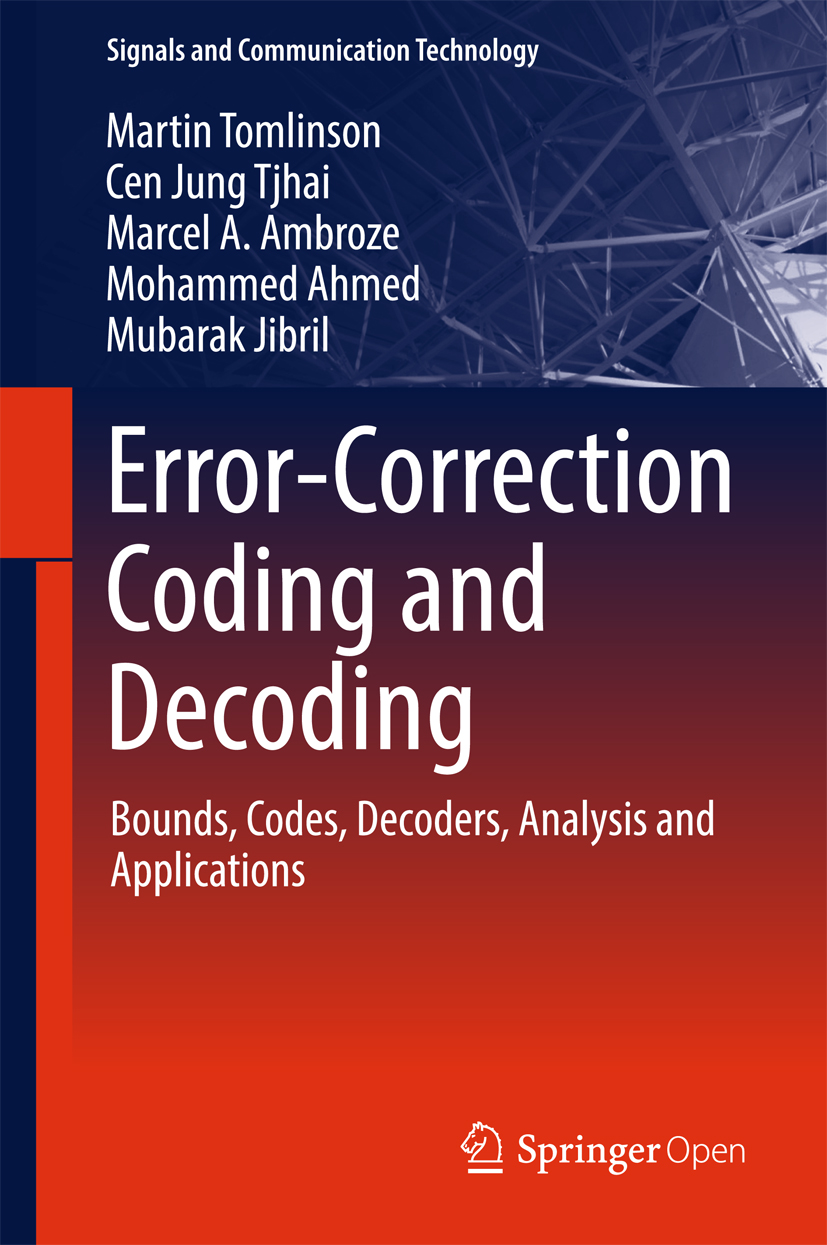 Signals and Communication Technology
Martin Tomlinson
Cen Jung Tjhai
Marcel A. Ambroze
Mohammed Ahmed
Mubarak Jibril
Error-Correction
Coding and
Decoding
Bounds, Codes, Decoders, Analysis and
Applications
Springer Open